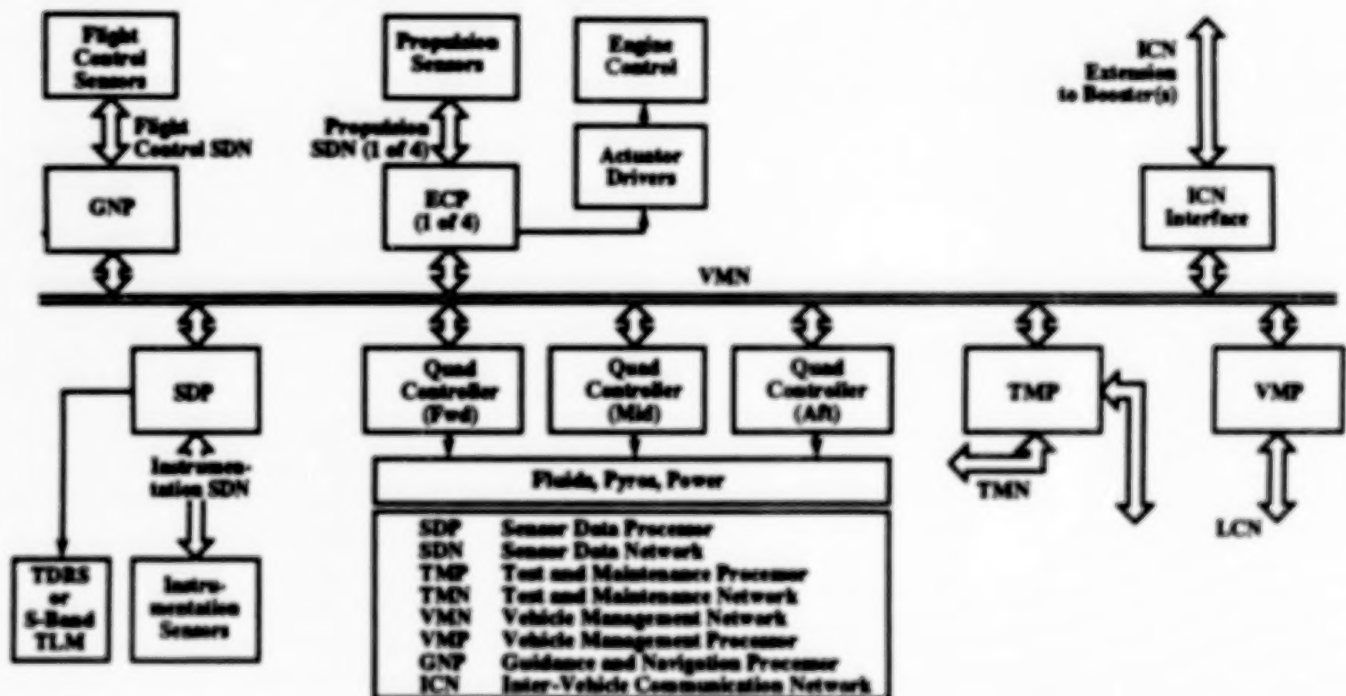 Flight
Control
Sensors
Propulsion
Sensors
Engine
Control
ICN
Extension
to Booster(s)
Flight
Control SDN
Propulsion
SDN (1 of 4)
Actuator
Drivers
GNP
ECP
(1 of 4)
ICN
Interface
VMN
SDP
Quad
Controller
(Fwd)
Quad
Controller
(Mid)
Quad
Controller
(Aft)
TMP
VMP
Instrumen-
tation SDN
Fluids, Pyros, Power
TMN
LCN
TDRS
or
S-Band
TLM
Instru-
mentation
Sensors
SDP Sensor Data Processor
SDN Sensor Data Network
TMP Test and Maintenance Processor
TMN Test and Maintenance Network
VMN Vehicle Management Network
VMP Vehicle Management Processor
GNP Guidance and Navigation Processor
ICN Inter-Vehicle Communication Network